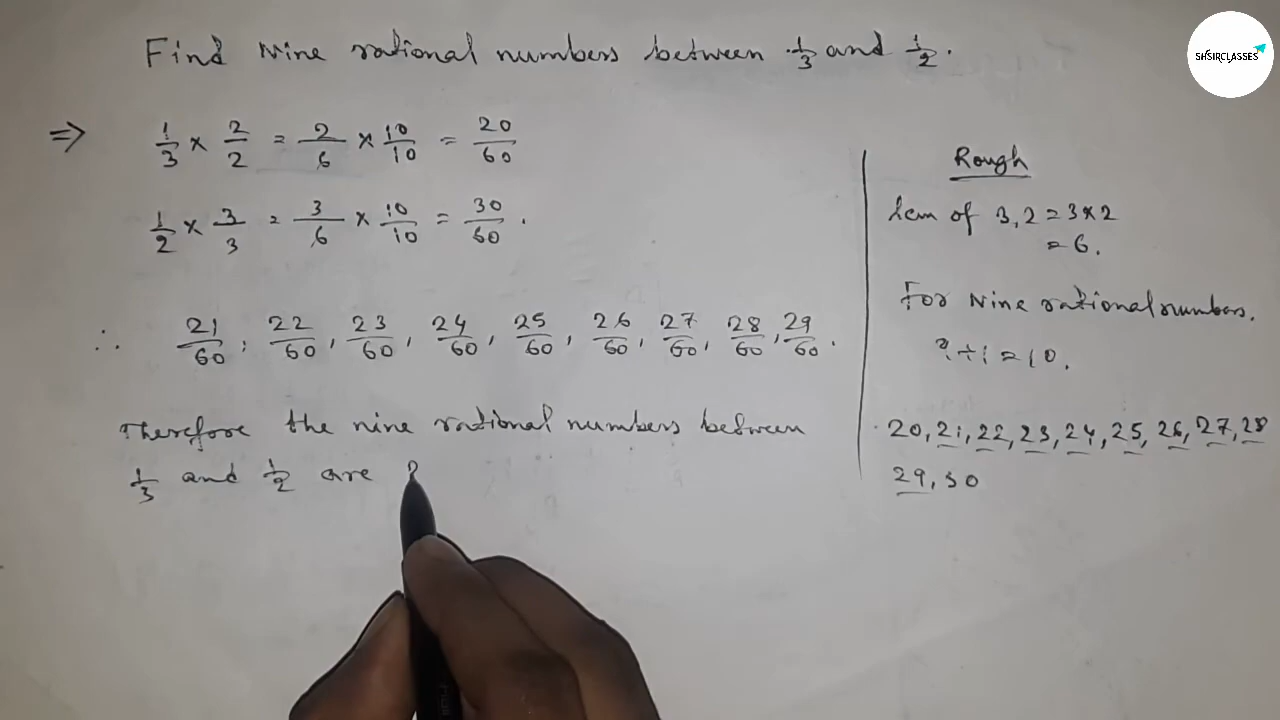 SHSIRCLASSES
Find Nine rational numbers between 1/3 and 1/2.
⇒ 1/3 × 2/2 = 2/6 × 10/10 = 20/60
1/2 × 3/3 = 3/6 × 10/10 = 30/60.
∴ 21/60, 22/60, 23/60, 24/60, 25/60, 26/60, 27/60, 28/60, 29/60.
Therefore the nine rational numbers between
1/3 and 1/2 are
Rough
Lcm of 3,2 = 3×2
= 6.
For Nine rational numbers.
9+1=10.
20, 21, 22, 23, 24, 25, 26, 27, 28
29, 30